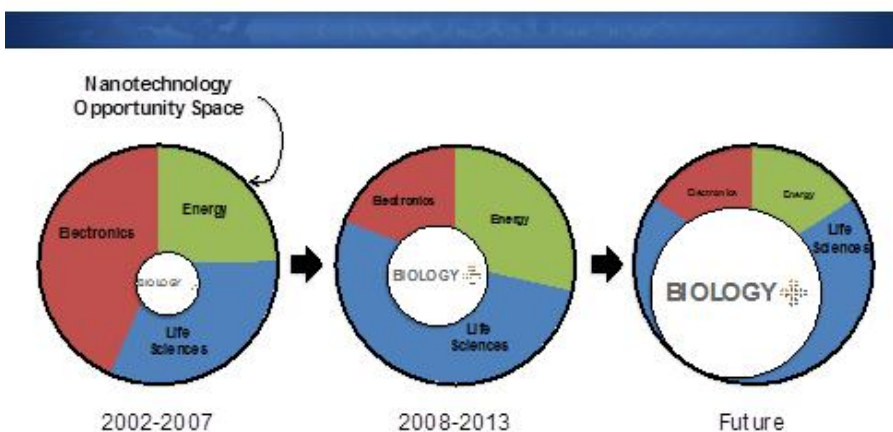 Nanotechnology
Opportunity Space
Electronics
Energy
BIOLOGY
Life
Sciences
2002-2007
Electronics
Energy
BIOLOGY
Life
Sciences
2008-2013
Electronics
Energy
Life
Sciences
BIOLOGY
Future